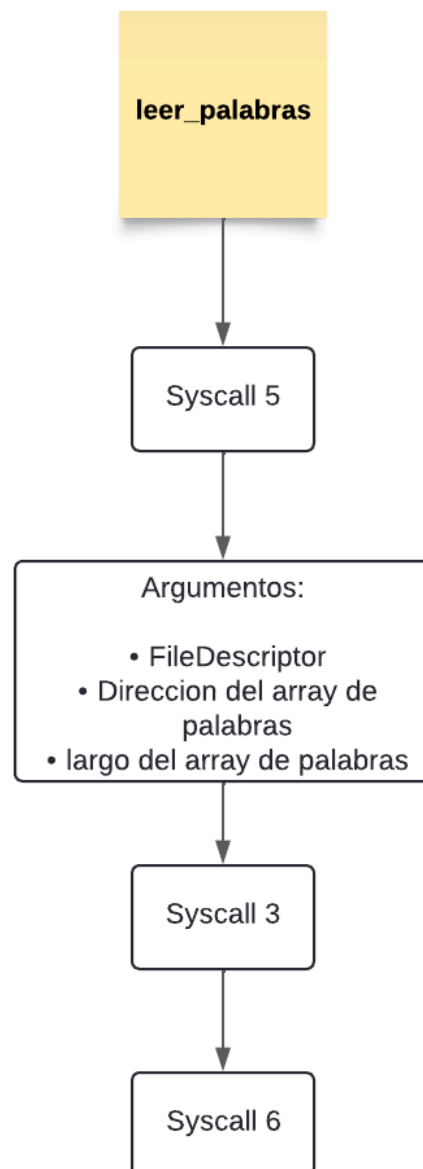 leer_palabras
Syscall 5
Argumentos:
• FileDescriptor
• Direccion del array de
palabras
• largo del array de palabras
Syscall 3
Syscall 6